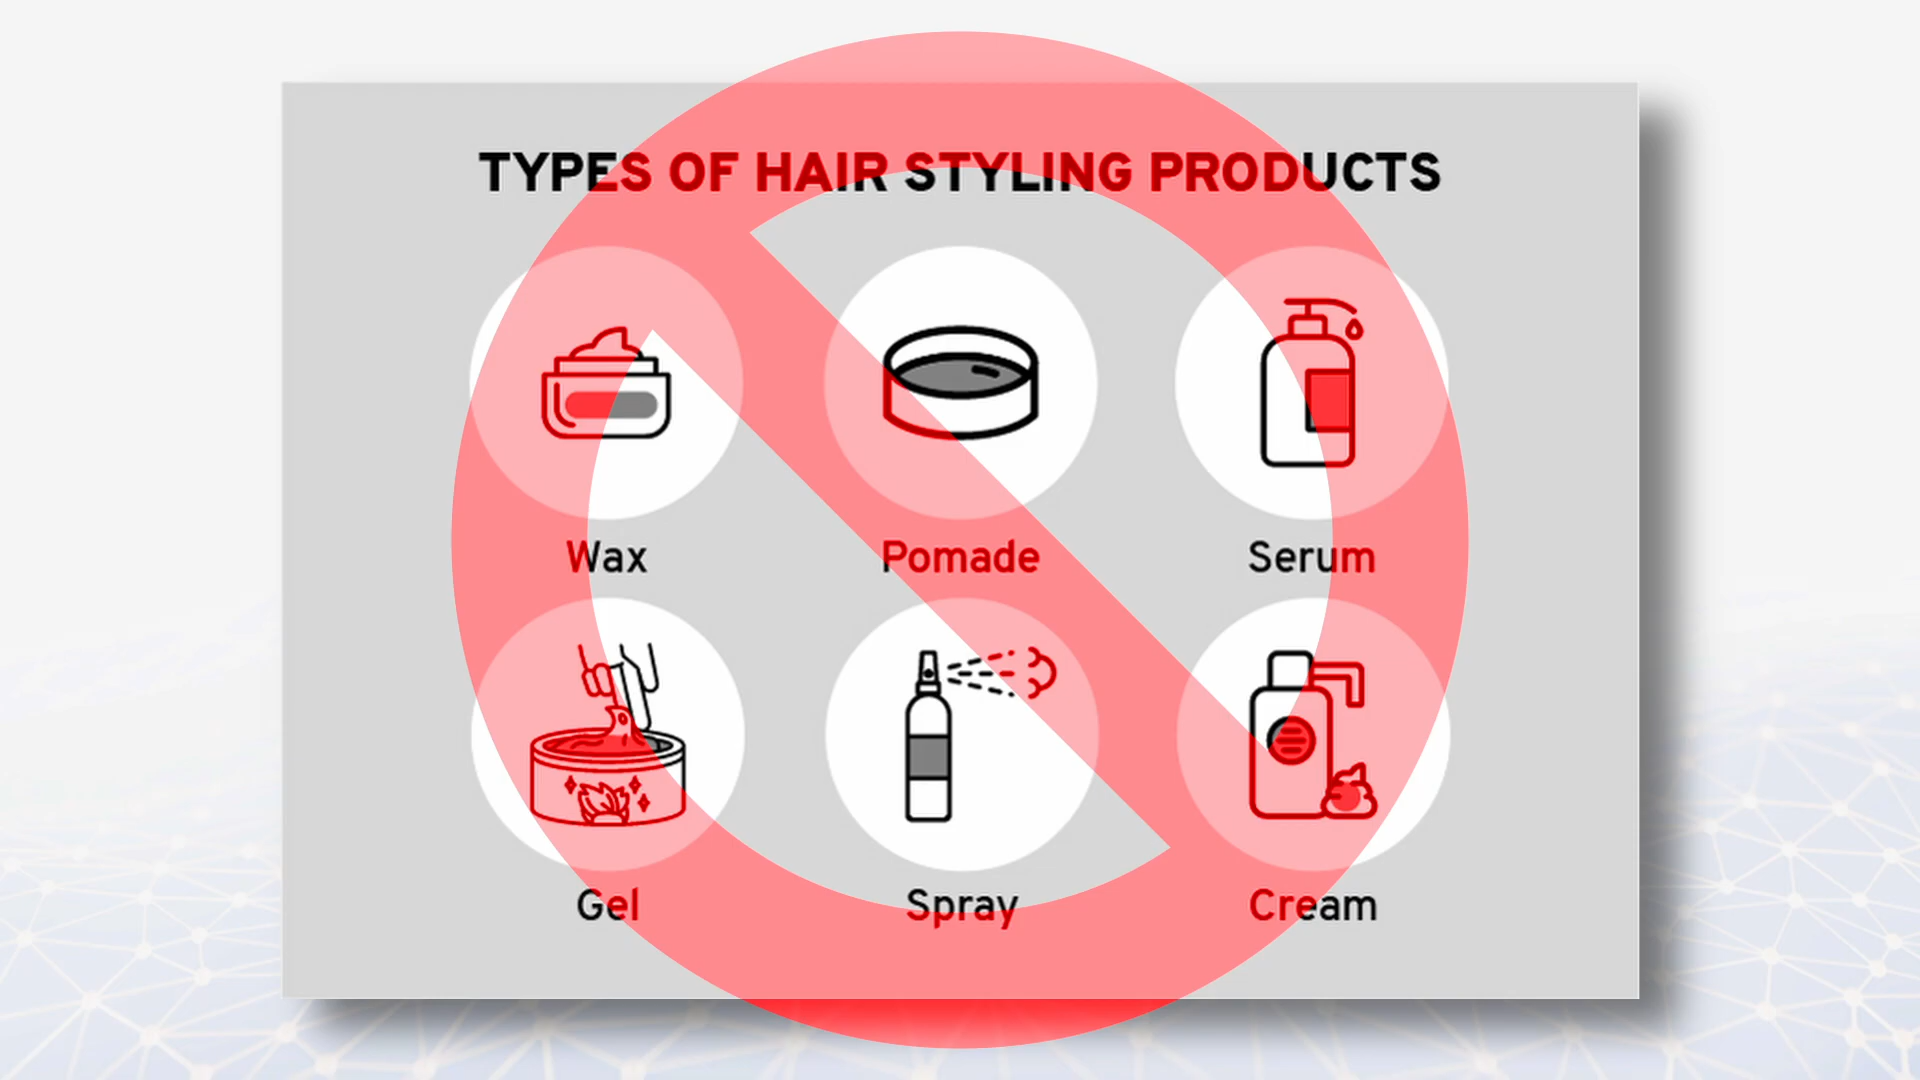 TYPES OF HAIR STYLING PRODUCTS
Wax
Pomade
Serum
Gel
Spray
Cream